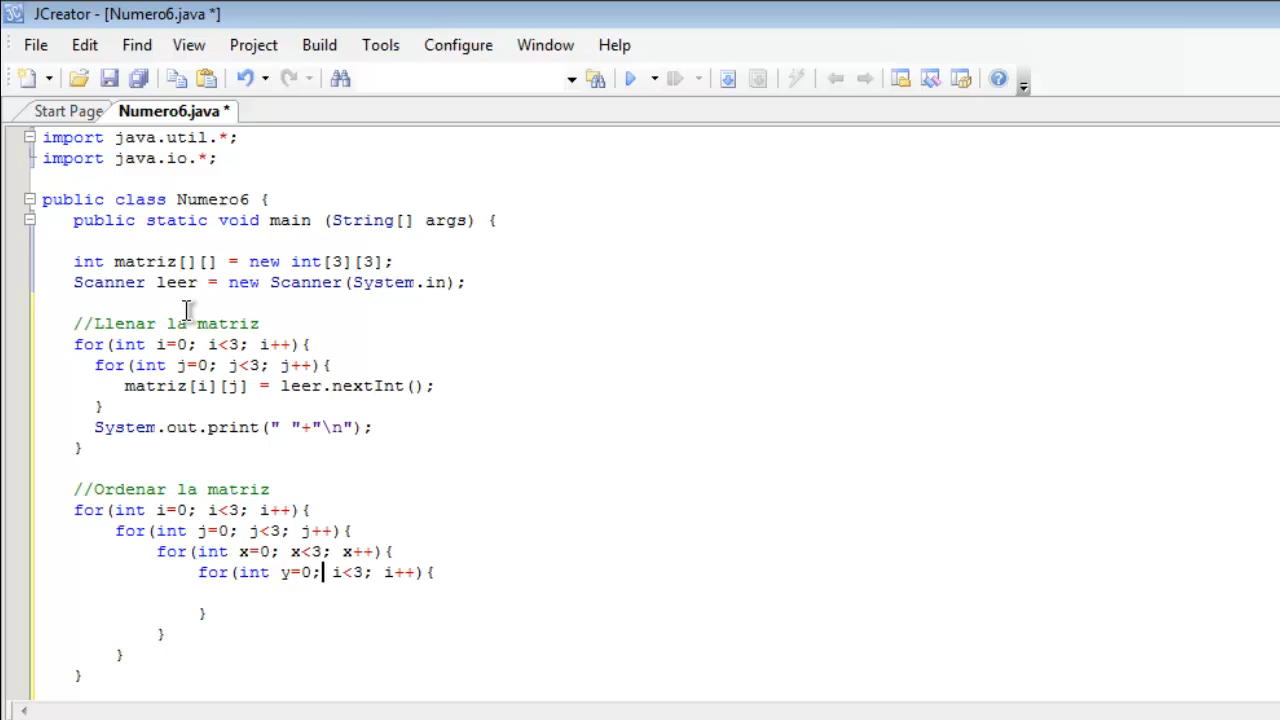 JCreator - [Numero6.java *]
File Edit Find View Project Build Tools Configure Window Help
Start Page Numero6.java *
import java.util.*;
import java.io.*;
public class Numero6 {
public static void main (String[] args) {
int matriz[][] = new int[3][3];
Scanner leer = new Scanner(System.in);
//Llenar la matriz
for(int i=0; i<3; i++){
for(int j=0; j<3; j++){
matriz[i][j] = leer.nextInt();
}
System.out.print(" "+"\n");
}
//Ordenar la matriz
for(int i=0; i<3; i++){
for(int j=0; j<3; j++){
for(int x=0; x<3; x++){
for(int y=0; i<3; i++){
}
}
}
}